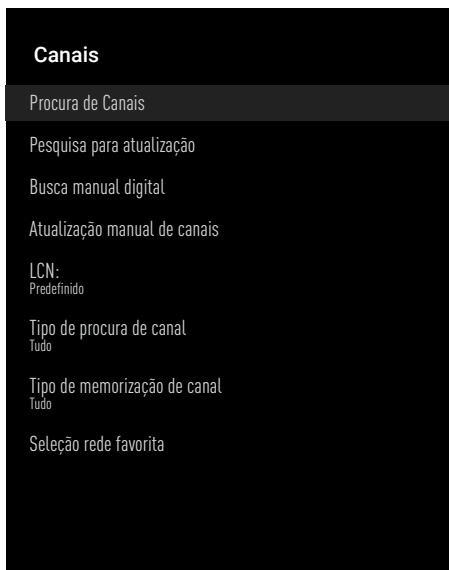 Canais
Procura de Canais
Pesquisa para atualização
Busca manual digital
Atualização manual de canais
LCN:
Predefinido
Tipo de procura de canal
Tudo
Tipo de memorização de canal
Tudo
Seleção rede favorita